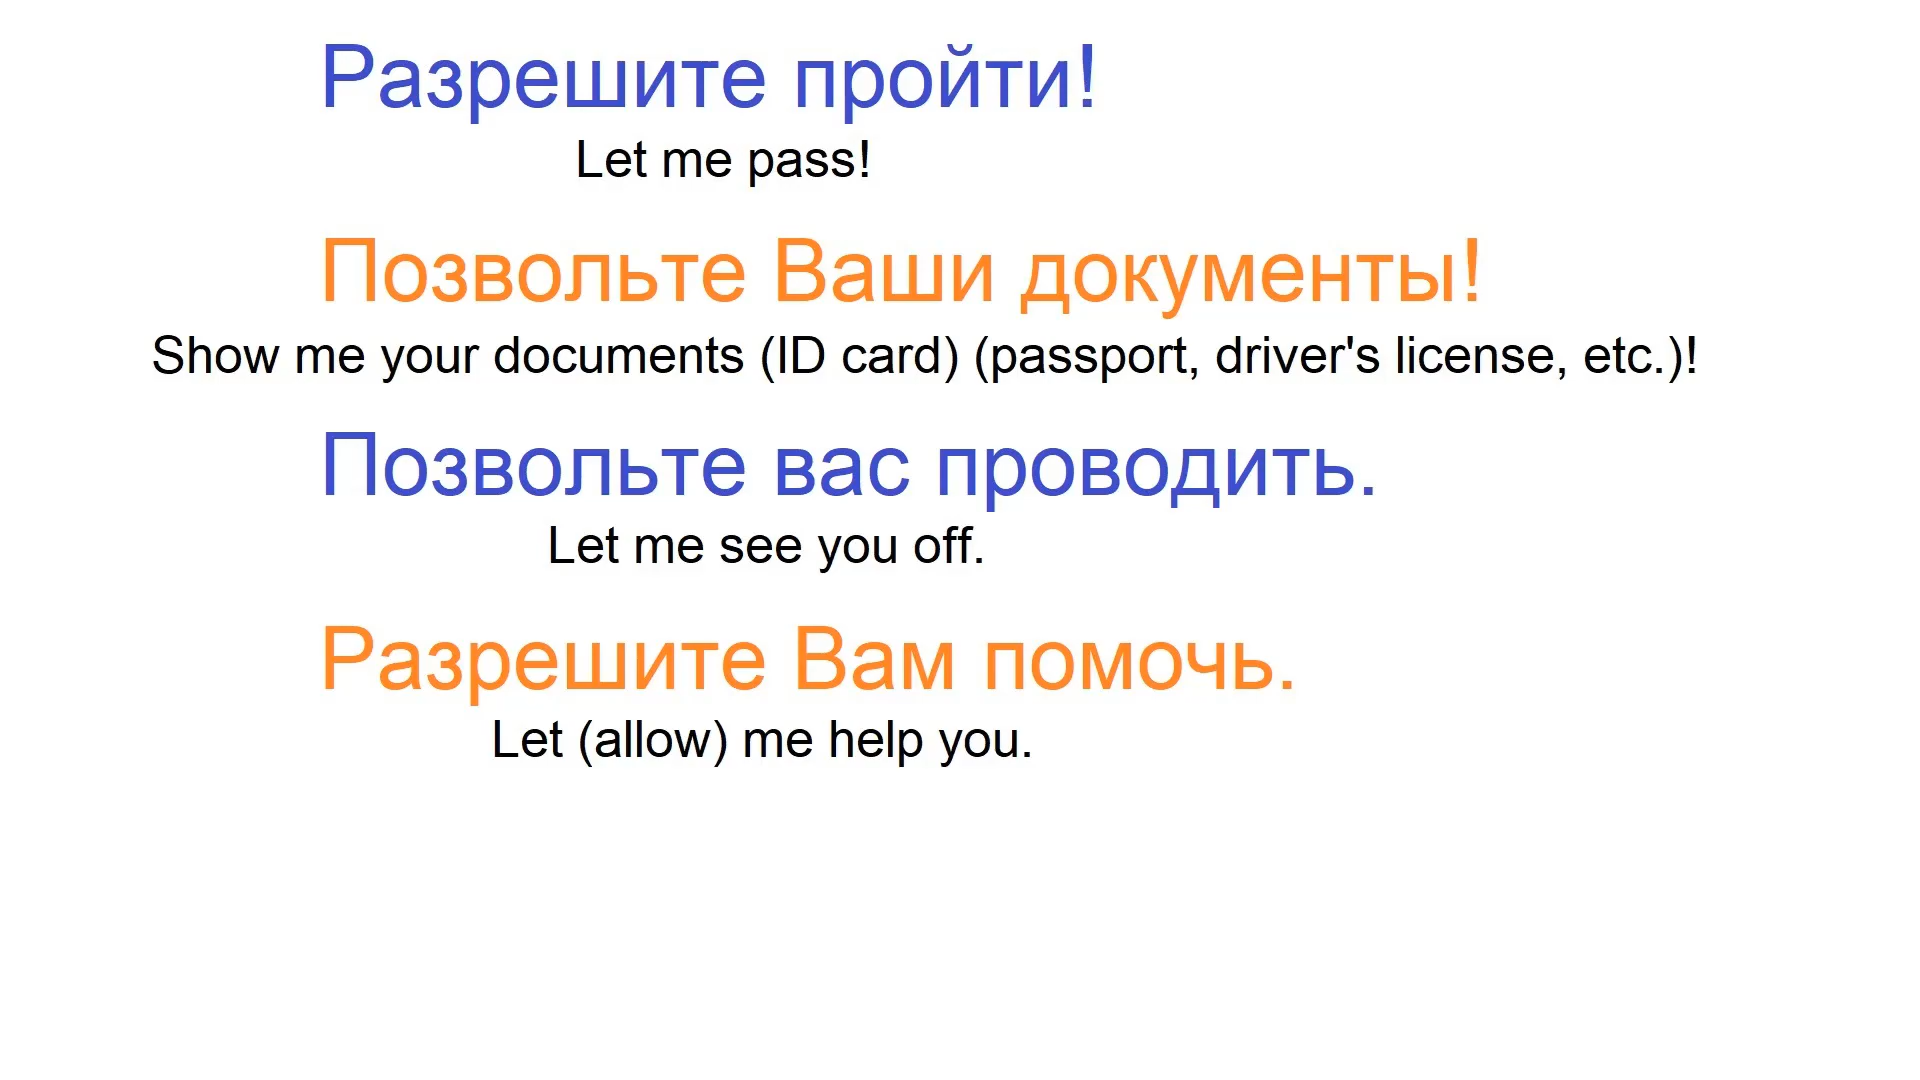 Разрешите пройти!
Let me pass!
Позвольте Ваши документы!
Show me your documents (ID card) (passport, driver's license, etc.)!
Позвольте вас проводить.
Let me see you off.
Разрешите Вам помочь.
Let (allow) me help you.